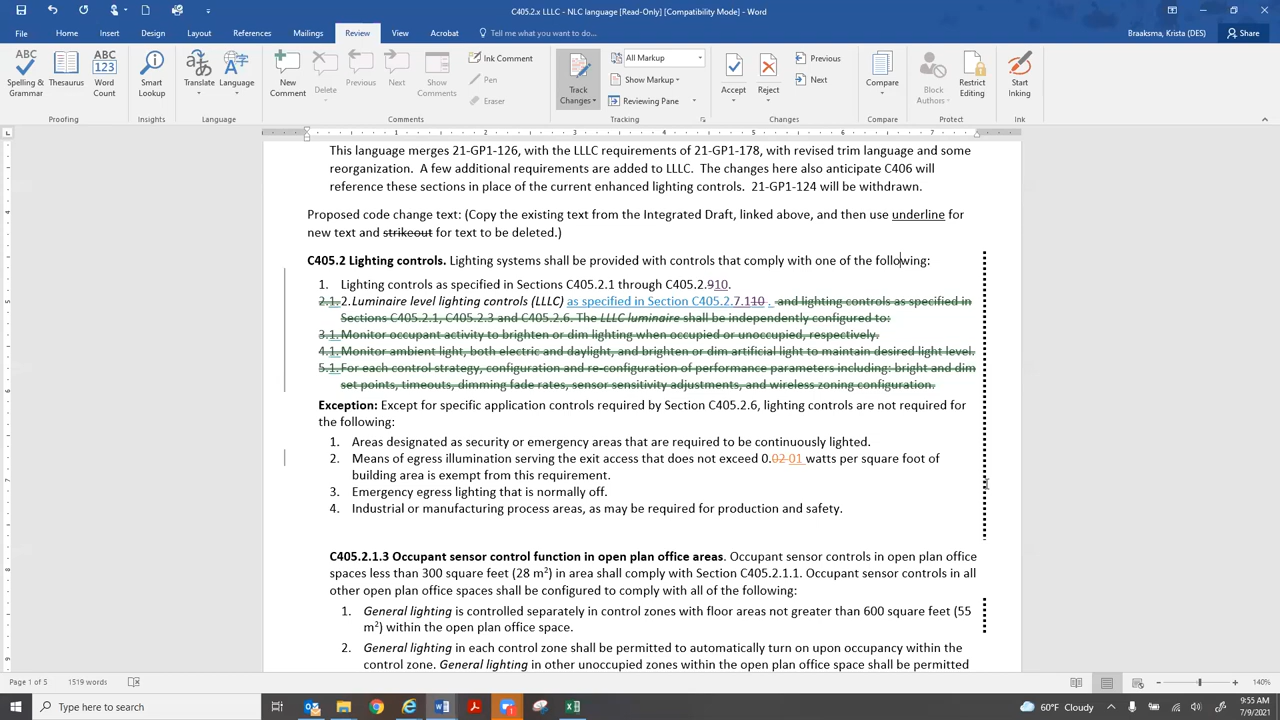 C405.2.x LLLC - NLC language [Read-Only] [Compatibility Mode] - Word
File Home Insert Design Layout References Mailings Review View Acrobat Tell me what you want to do... Braaksma, Krista (DES) Share
Spelling & Grammar Thesaurus Word Count Smart Lookup Translate Language New Comment Delete Previous Next Show Comments Ink Comment Pen Eraser Track Changes All Markup Show Markup Reviewing Pane Accept Reject Previous Next Compare Block Authors Restrict Editing Start Inking
Proofing Insights Language Comments Tracking Changes Compare Protect Ink
This language merges 21-GP1-126, with the LLLC requirements of 21-GP1-178, with revised trim language and some
reorganization. A few additional requirements are added to LLLC. The changes here also anticipate C406 will
reference these sections in place of the current enhanced lighting controls. 21-GP1-124 will be withdrawn.
Proposed code change text: (Copy the existing text from the Integrated Draft, linked above, and then use underline for
new text and strikeout for text to be deleted.)
C405.2 Lighting controls. Lighting systems shall be provided with controls that comply with one of the following:
1. Lighting controls as specified in Sections C405.2.1 through C405.2.910.
2.1. 2. Luminaire level lighting controls (LLLC) as specified in Section C405.2.7.110 . and lighting controls as specified in
Sections C405.2.1, C405.2.3 and C405.2.6. The LLLC luminaire shall be independently configured to:
3.1. Monitor occupant activity to brighten or dim lighting when occupied or unoccupied, respectively.
4.1. Monitor ambient light, both electric and daylight, and brighten or dim artificial light to maintain desired light level.
5.1. For each control strategy, configuration and re-configuration of performance parameters including: bright and dim
set points, timeouts, dimming fade rates, sensor sensitivity adjustments, and wireless zoning configuration.
Exception: Except for specific application controls required by Section C405.2.6, lighting controls are not required for
the following:
1. Areas designated as security or emergency areas that are required to be continuously lighted.
2. Means of egress illumination serving the exit access that does not exceed 0.02 01 watts per square foot of
building area is exempt from this requirement.
3. Emergency egress lighting that is normally off.
4. Industrial or manufacturing process areas, as may be required for production and safety.
C405.2.1.3 Occupant sensor control function in open plan office areas. Occupant sensor controls in open plan office
spaces less than 300 square feet (28 m²) in area shall comply with Section C405.2.1.1. Occupant sensor controls in all
other open plan office spaces shall be configured to comply with all of the following:
1. General lighting is controlled separately in control zones with floor areas not greater than 600 square feet (55
m²) within the open plan office space.
2. General lighting in each control zone shall be permitted to automatically turn on upon occupancy within the
control zone. General lighting in other unoccupied zones within the open plan office space shall be permitted
Page 1 of 5 1519 words 140%
Type here to search 9:55 AM
7/9/2021